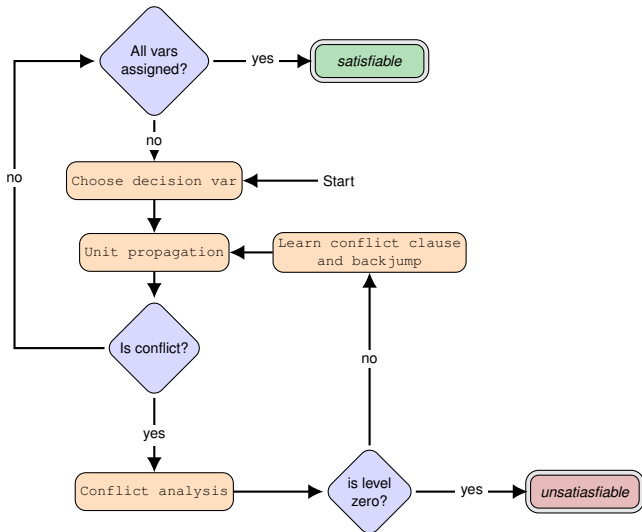 All vars
assigned?
yes
satisfiable
no
no
Choose decision var
Start
Unit propagation
Learn conflict clause
and backjump
Is conflict?
no
yes
Conflict analysis
is level
zero?
yes
unsatiasfiable